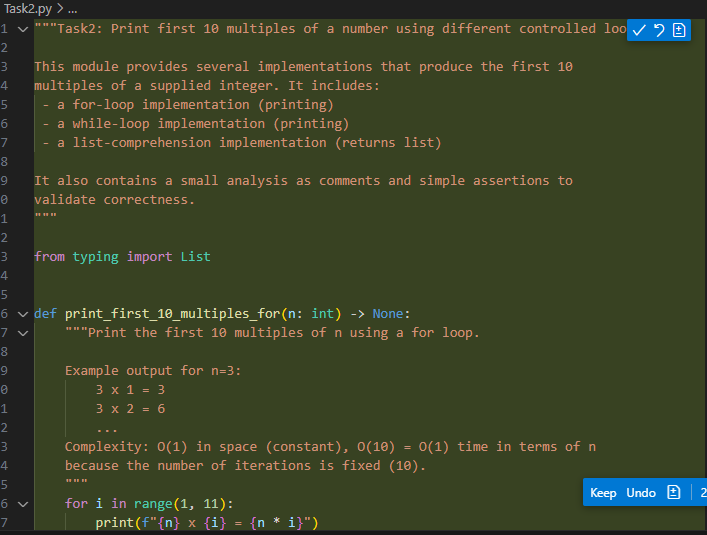 Task2.py > ...
1 """Task2: Print first 10 multiples of a number using different controlled loo
2
3 This module provides several implementations that produce the first 10
4 multiples of a supplied integer. It includes:
5 - a for-loop implementation (printing)
6 - a while-loop implementation (printing)
7 - a list-comprehension implementation (returns list)
8
9 It also contains a small analysis as comments and simple assertions to
0 validate correctness.
1 """
2
3 from typing import List
4
5
6 def print_first_10_multiples_for(n: int) -> None:
7 """Print the first 10 multiples of n using a for loop.
8
9 Example output for n=3:
0 3 x 1 = 3
1 3 x 2 = 6
2 ...
3 Complexity: O(1) in space (constant), O(10) = O(1) time in terms of n
4 because the number of iterations is fixed (10).
5 """
Keep Undo 2
6 for i in range(1, 11):
7 print(f"{n} x {i} = {n * i}")